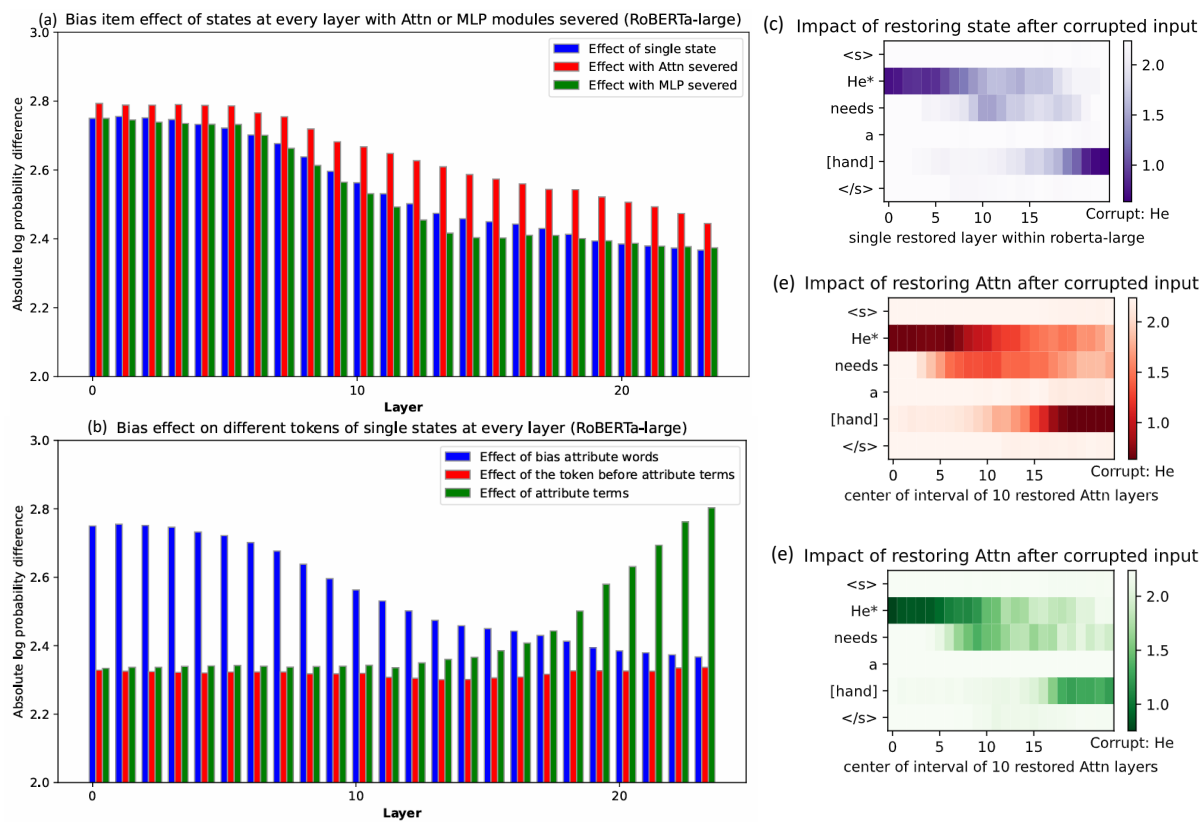 (a) Bias item effect of states at every layer with Attn or MLP modules severed (RoBERTa-large)
3.0
2.8
2.6
2.4
2.2
2.0
Absolute log probability difference
Effect of single state
Effect with Attn severed
Effect with MLP severed
0
10
20
Layer
(b) Bias effect on different tokens of single states at every layer (RoBERTa-large)
3.0
2.8
2.6
2.4
2.2
2.0
Absolute log probability difference
Effect of bias attribute words
Effect of the token before attribute terms
Effect of attribute terms
0
10
20
Layer
(c) Impact of restoring state after corrupted input
<s>
He*
needs
a
[hand]
</s>
0
5
10
15
2.0
1.5
1.0
Corrupt: He
single restored layer within roberta-large
(e) Impact of restoring Attn after corrupted input
<s>
He*
needs
a
[hand]
</s>
0
5
10
15
2.0
1.5
1.0
Corrupt: He
center of interval of 10 restored Attn layers
(e) Impact of restoring Attn after corrupted input
<s>
He*
needs
a
[hand]
</s>
0
5
10
15
2.0
1.5
1.0
Corrupt: He
center of interval of 10 restored Attn layers